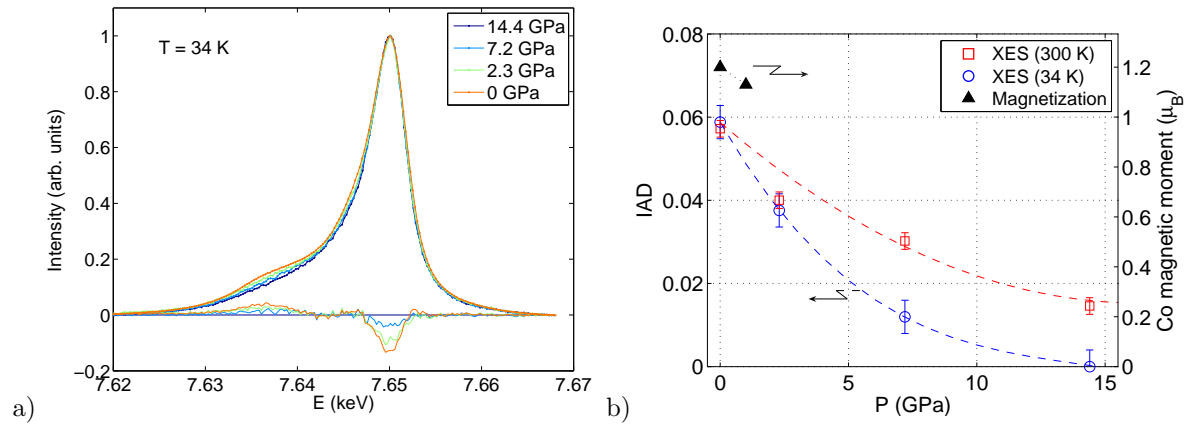 T = 34 K
14.4 GPa
7.2 GPa
2.3 GPa
0 GPa
Intensity (arb. units)
1
0.8
0.6
0.4
0.2
0
−0.2
7.62
7.63
7.64
7.65
7.66
7.67
E (keV)
a)
XES (300 K)
XES (34 K)
Magnetization
IAD
0.08
0.06
0.04
0.02
0
0
5
10
15
P (GPa)
1.2
1
0.8
0.6
0.4
0.2
0
Co magnetic moment (μB)
b)